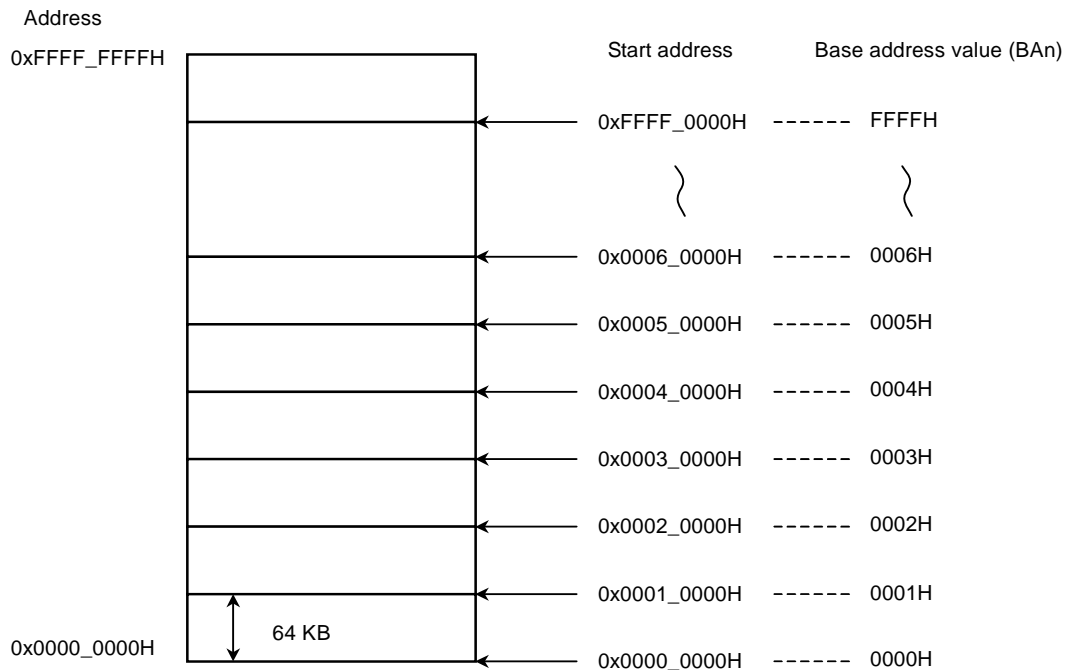 Address
0xFFFF_FFFFH
Start address Base address value (BAn)
0xFFFF_0000H ------ FFFFH
0x0006_0000H ------ 0006H
0x0005_0000H ------ 0005H
0x0004_0000H ------ 0004H
0x0003_0000H ------ 0003H
0x0002_0000H ------ 0002H
0x0001_0000H ------ 0001H
64 KB
0x0000_0000H
0x0000_0000H ------ 0000H